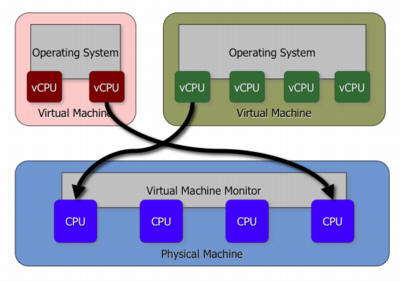 Operating System
vCPU vCPU
Virtual Machine
Operating System
vCPU vCPU vCPU vCPU
Virtual Machine
Virtual Machine Monitor
CPU CPU CPU CPU
Physical Machine